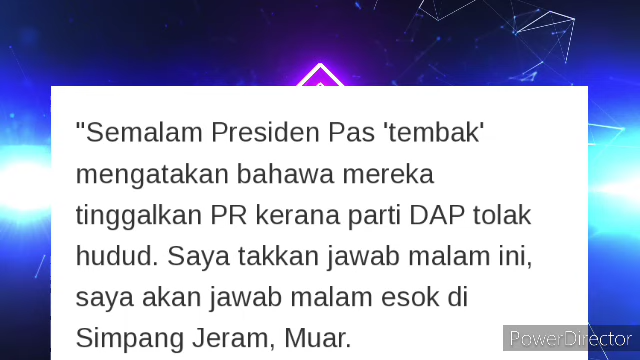 "Semalam Presiden Pas 'tembak'
mengatakan bahawa mereka
tinggalkan PR kerana parti DAP tolak
hudud. Saya takkan jawab malam ini,
saya akan jawab malam esok di
Simpang Jeram, Muar.
PowerDirector